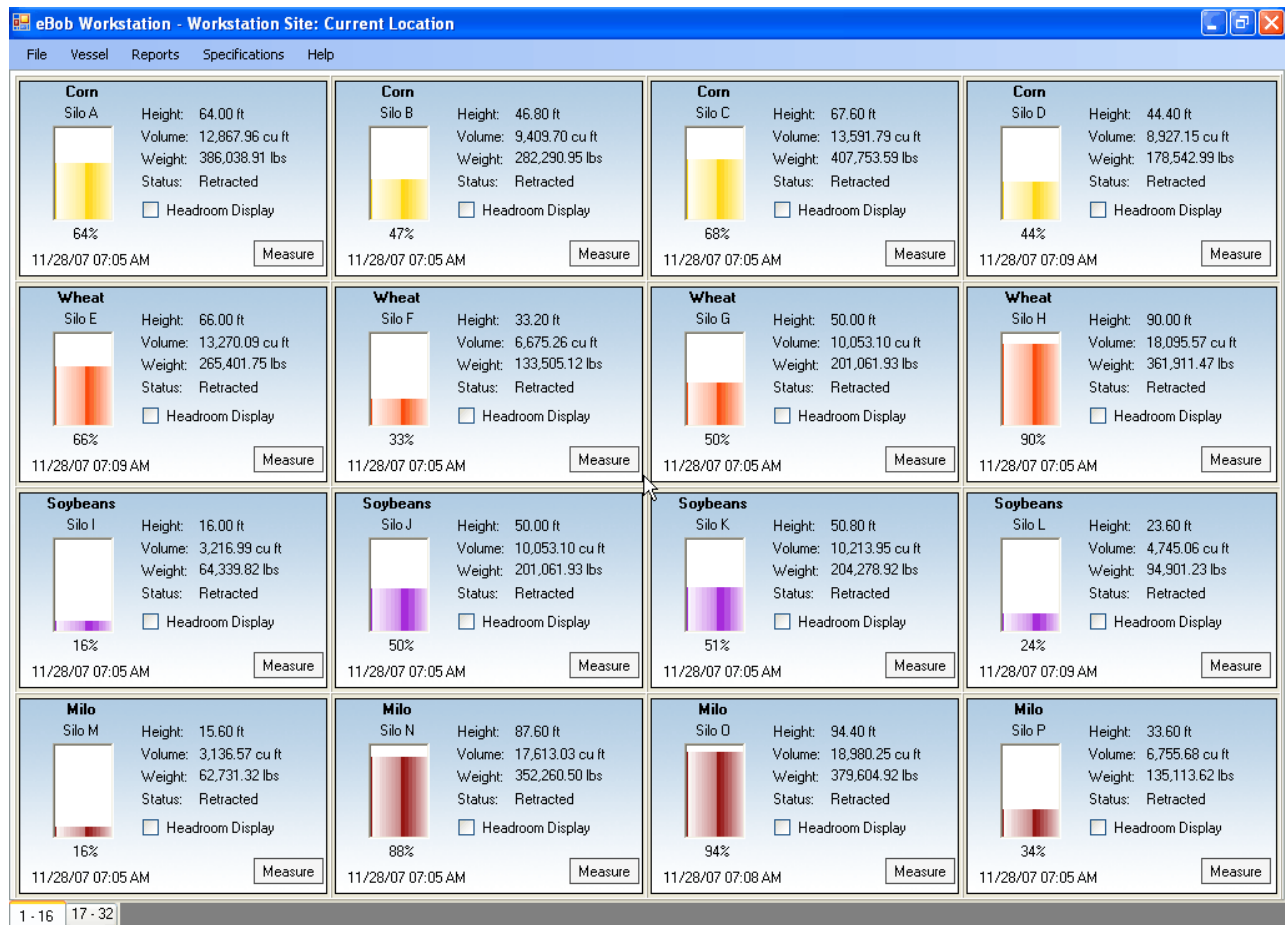 eBob Workstation - Workstation Site: Current Location
File Vessel Reports Specifications Help
Corn
Silo A
Height: 64.00 ft
Volume: 12,867.96 cu ft
Weight: 386,038.91 lbs
Status: Retracted
Headroom Display
64%
11/28/07 07:05 AM
Measure
Corn
Silo B
Height: 46.80 ft
Volume: 9,409.70 cu ft
Weight: 282,290.95 lbs
Status: Retracted
Headroom Display
47%
11/28/07 07:05 AM
Measure
Corn
Silo C
Height: 67.60 ft
Volume: 13,591.79 cu ft
Weight: 407,753.59 lbs
Status: Retracted
Headroom Display
68%
11/28/07 07:05 AM
Measure
Corn
Silo D
Height: 44.40 ft
Volume: 8,927.15 cu ft
Weight: 178,542.99 lbs
Status: Retracted
Headroom Display
44%
11/28/07 07:09 AM
Measure
Wheat
Silo E
Height: 66.00 ft
Volume: 13,270.09 cu ft
Weight: 265,401.75 lbs
Status: Retracted
Headroom Display
66%
11/28/07 07:09 AM
Measure
Wheat
Silo F
Height: 33.20 ft
Volume: 6,675.26 cu ft
Weight: 133,505.12 lbs
Status: Retracted
Headroom Display
33%
11/28/07 07:05 AM
Measure
Wheat
Silo G
Height: 50.00 ft
Volume: 10,053.10 cu ft
Weight: 201,061.93 lbs
Status: Retracted
Headroom Display
50%
11/28/07 07:05 AM
Measure
Wheat
Silo H
Height: 90.00 ft
Volume: 18,095.57 cu ft
Weight: 361,911.47 lbs
Status: Retracted
Headroom Display
90%
11/28/07 07:05 AM
Measure
Soybeans
Silo I
Height: 16.00 ft
Volume: 3,216.99 cu ft
Weight: 64,339.82 lbs
Status: Retracted
Headroom Display
16%
11/28/07 07:05 AM
Measure
Soybeans
Silo J
Height: 50.00 ft
Volume: 10,053.10 cu ft
Weight: 201,061.93 lbs
Status: Retracted
Headroom Display
50%
11/28/07 07:05 AM
Measure
Soybeans
Silo K
Height: 50.80 ft
Volume: 10,213.95 cu ft
Weight: 204,278.92 lbs
Status: Retracted
Headroom Display
51%
11/28/07 07:05 AM
Measure
Soybeans
Silo L
Height: 23.60 ft
Volume: 4,745.06 cu ft
Weight: 94,901.23 lbs
Status: Retracted
Headroom Display
24%
11/28/07 07:09 AM
Measure
Milo
Silo M
Height: 15.60 ft
Volume: 3,136.57 cu ft
Weight: 62,731.32 lbs
Status: Retracted
Headroom Display
16%
11/28/07 07:05 AM
Measure
Milo
Silo N
Height: 87.60 ft
Volume: 17,613.03 cu ft
Weight: 352,260.50 lbs
Status: Retracted
Headroom Display
88%
11/28/07 07:05 AM
Measure
Milo
Silo O
Height: 94.40 ft
Volume: 18,980.25 cu ft
Weight: 379,604.92 lbs
Status: Retracted
Headroom Display
94%
11/28/07 07:08 AM
Measure
Milo
Silo P
Height: 33.60 ft
Volume: 6,755.68 cu ft
Weight: 135,113.62 lbs
Status: Retracted
Headroom Display
34%
11/28/07 07:05 AM
Measure
1 - 16 17 - 32